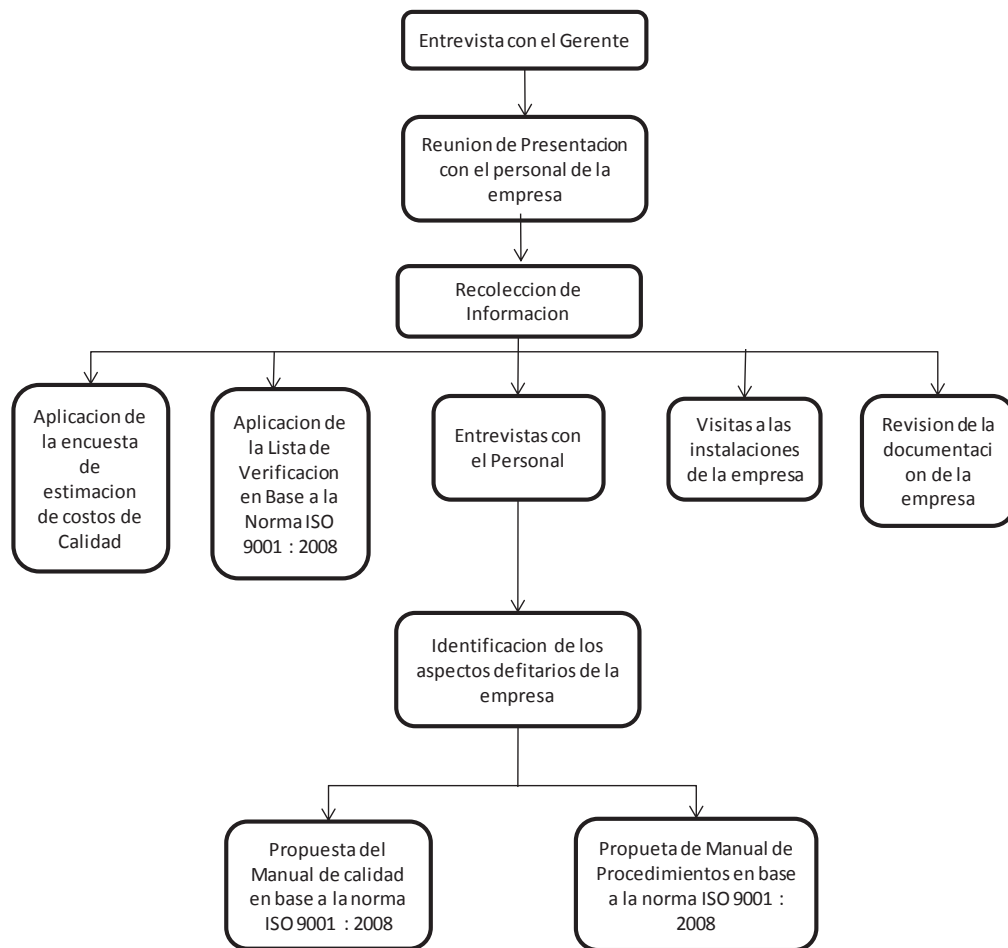 Entrevista con el Gerente
Reunion de Presentacion
con el personal de la
empresa
Recoleccion de
Informacion
Aplicacion de
la encuesta
de
estimacion
de costos de
Calidad
Aplicacion de
la Lista de
Verificacion
en Base a la
Norma ISO
9001 : 2008
Entrevistas con
el Personal
Visitas a las
instalaciones
de la empresa
Revision de la
documentaci
on de la
empresa
Identificacion de los
aspectos defitarios de la
empresa
Propuesta del
Manual de calidad
en base a la norma
ISO 9001 : 2008
Propueta de Manual de
Procedimientos en base
a la norma ISO 9001 :
2008